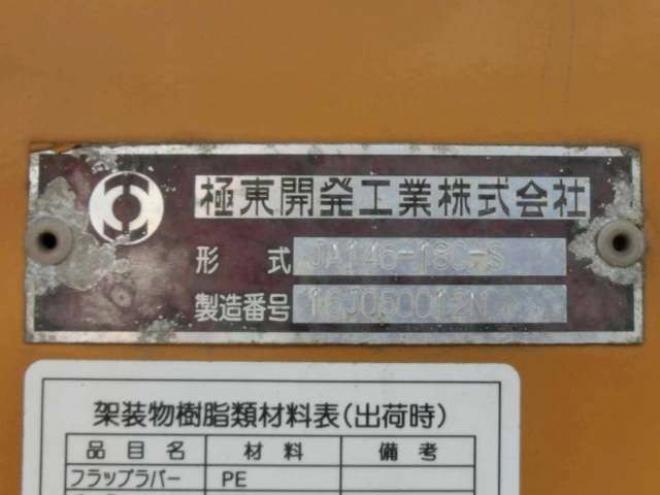 極東開発工業株式会社
形 式 JA146-18C-S
製造番号
架装物樹脂類材料表(出荷時)
品目名 材料 備考
フラップラバー PE